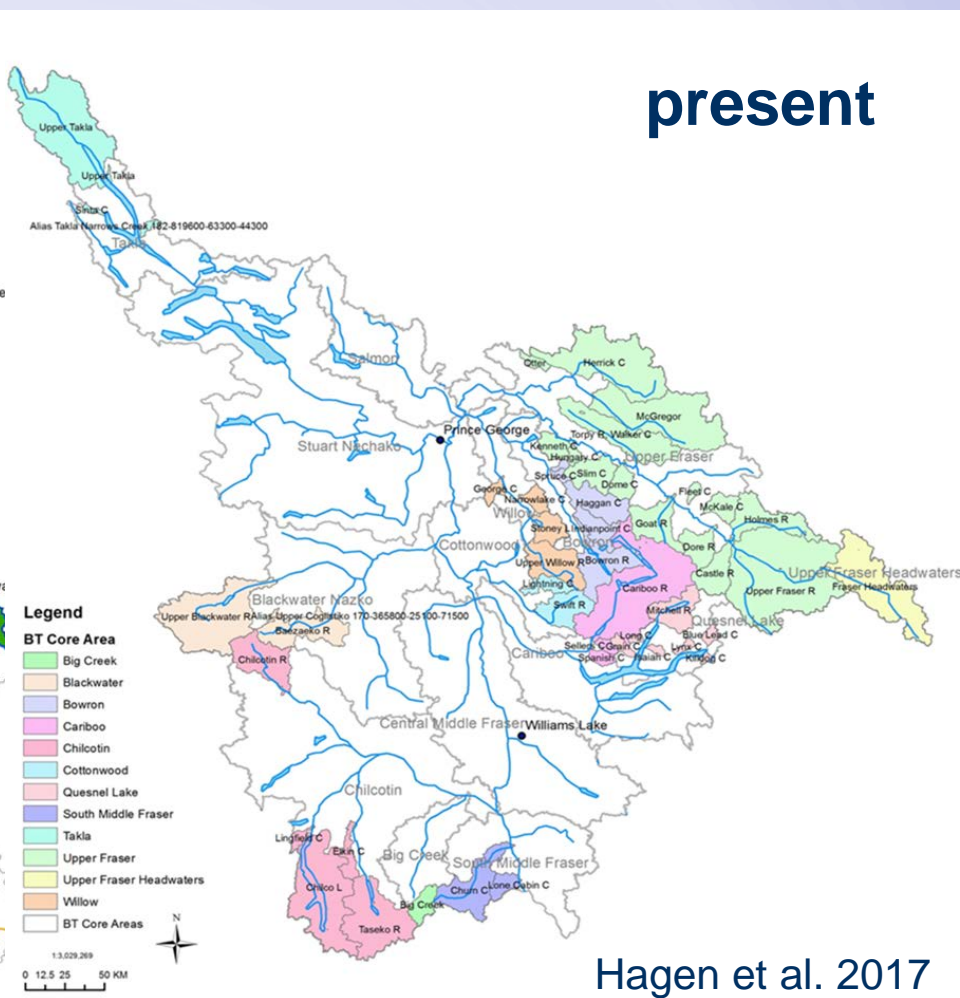 present
Upper Takla
Upper Takla
Sinta C
Alias Takla Narrows Creek 182-819600-63300-44300
Takla
Salmon
Otter
Herrick C
McGregor
Prince George
Torpy R
Walker C
Stuart Nechako
Kenneth C
Hungary C
Upper Fraser
Spruce C
Slim C
Dome C
George C
Narrowlake C
Fleet C
Haggan C
McKale C
Willow
Holmes R
Stoney L
Indianpoint C
Goat R
Cottonwood
Bowron
Dore R
Upper Willow R
Bowron R
Castle R
Upper Fraser Headwaters
Lightning C
Cariboo R
Upper Fraser R
Fraser Headwaters
Blackwater Nazko
Swift R
Mitchell R
Upper Blackwater R
Alias Upper Coglistiko 170-365800-25100-71500
Quesnel Lake
Baezaeko R
Long C
Blue Lead C
Cariboo
Sellers C
Grain C
Lynx C
Chilcotin R
Spanish C
Isaiah C
Killdog C
Central Middle Fraser
Williams Lake
Chilcotin
Lingfield C
Elkin C
Big Creek
South Middle Fraser
Chilco L
Churn C
Lone Cabin C
Big Creek
Taseko R
Legend
BT Core Area
Big Creek
Blackwater
Bowron
Cariboo
Chilcotin
Cottonwood
Quesnel Lake
South Middle Fraser
Takla
Upper Fraser
Upper Fraser Headwaters
Willow
BT Core Areas
N
1:3,029,269
0 12.5 25 50 KM
Hagen et al. 2017